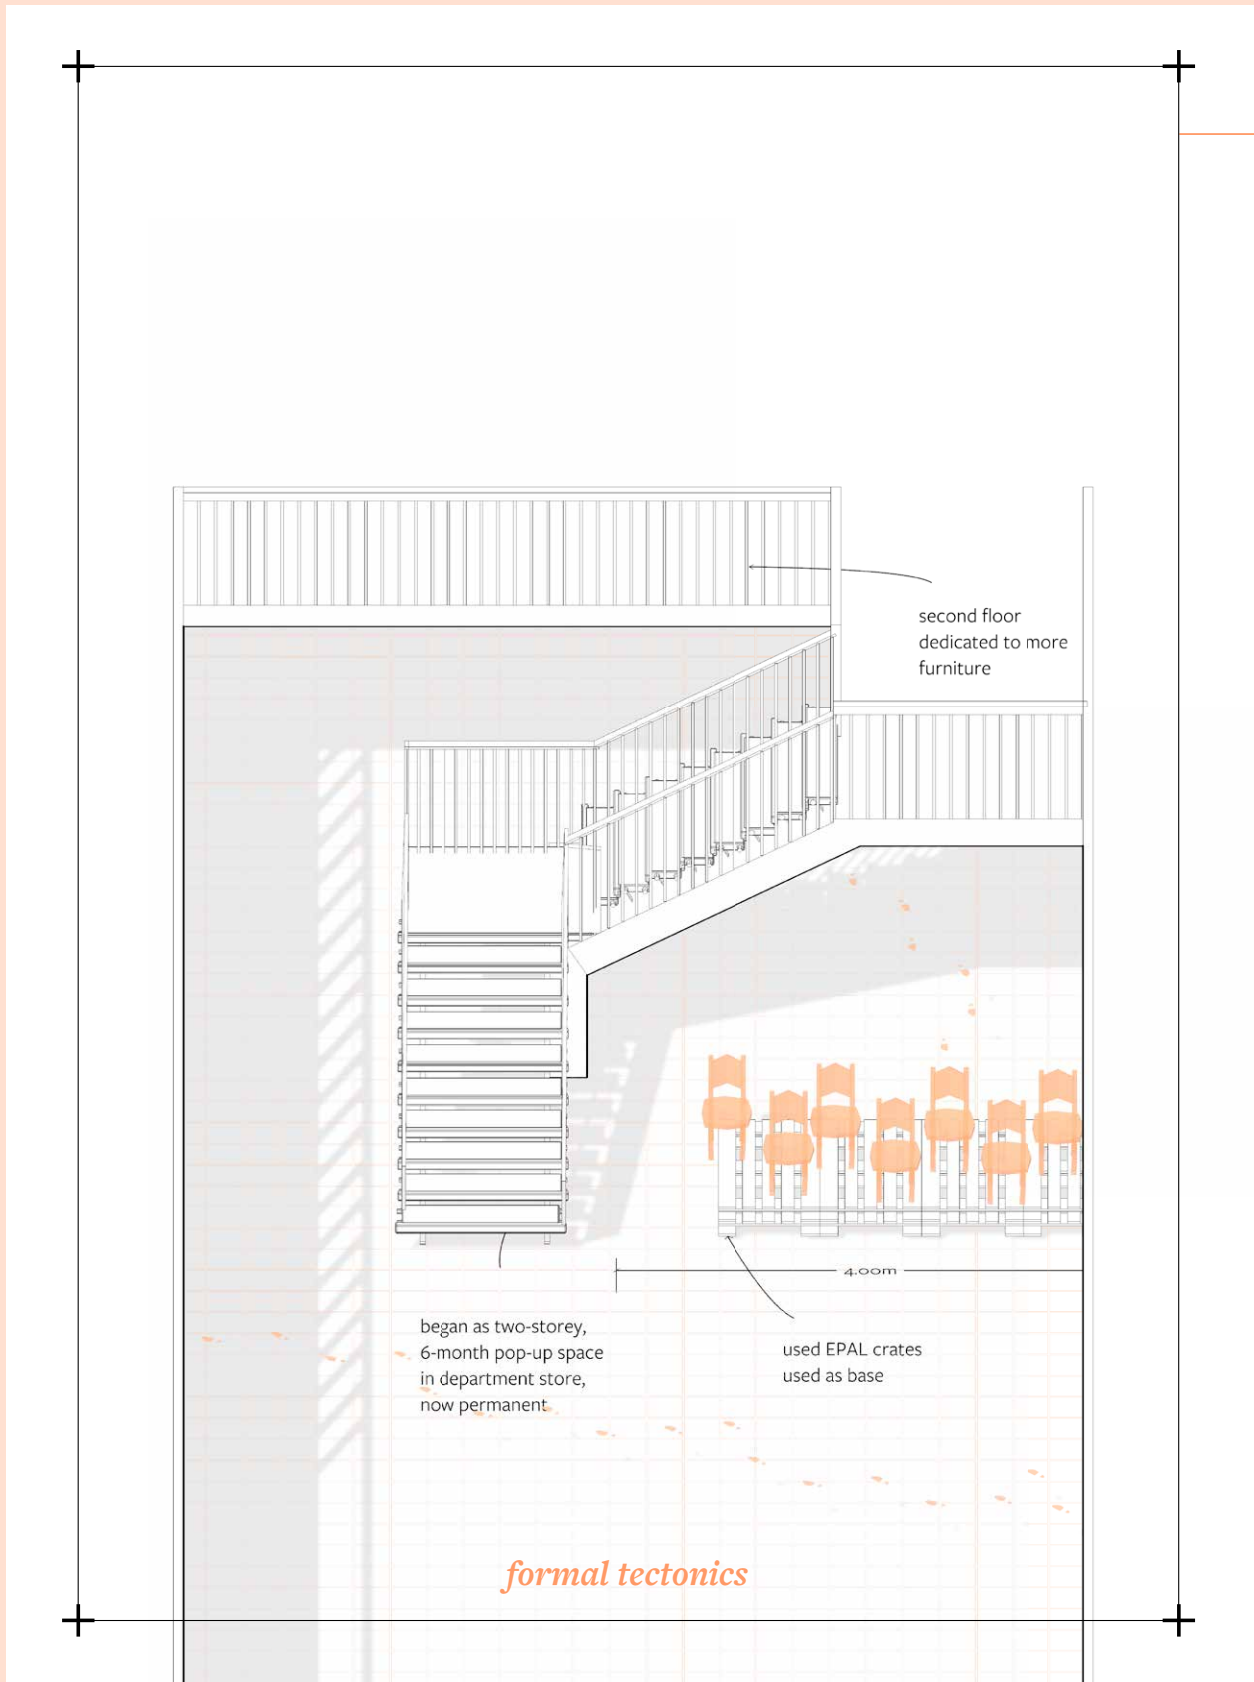 second floor
dedicated to more
furniture
4.00m
began as two-storey,
6-month pop-up space
in department store,
now permanent
used EPAL crates
used as base
formal tectonics